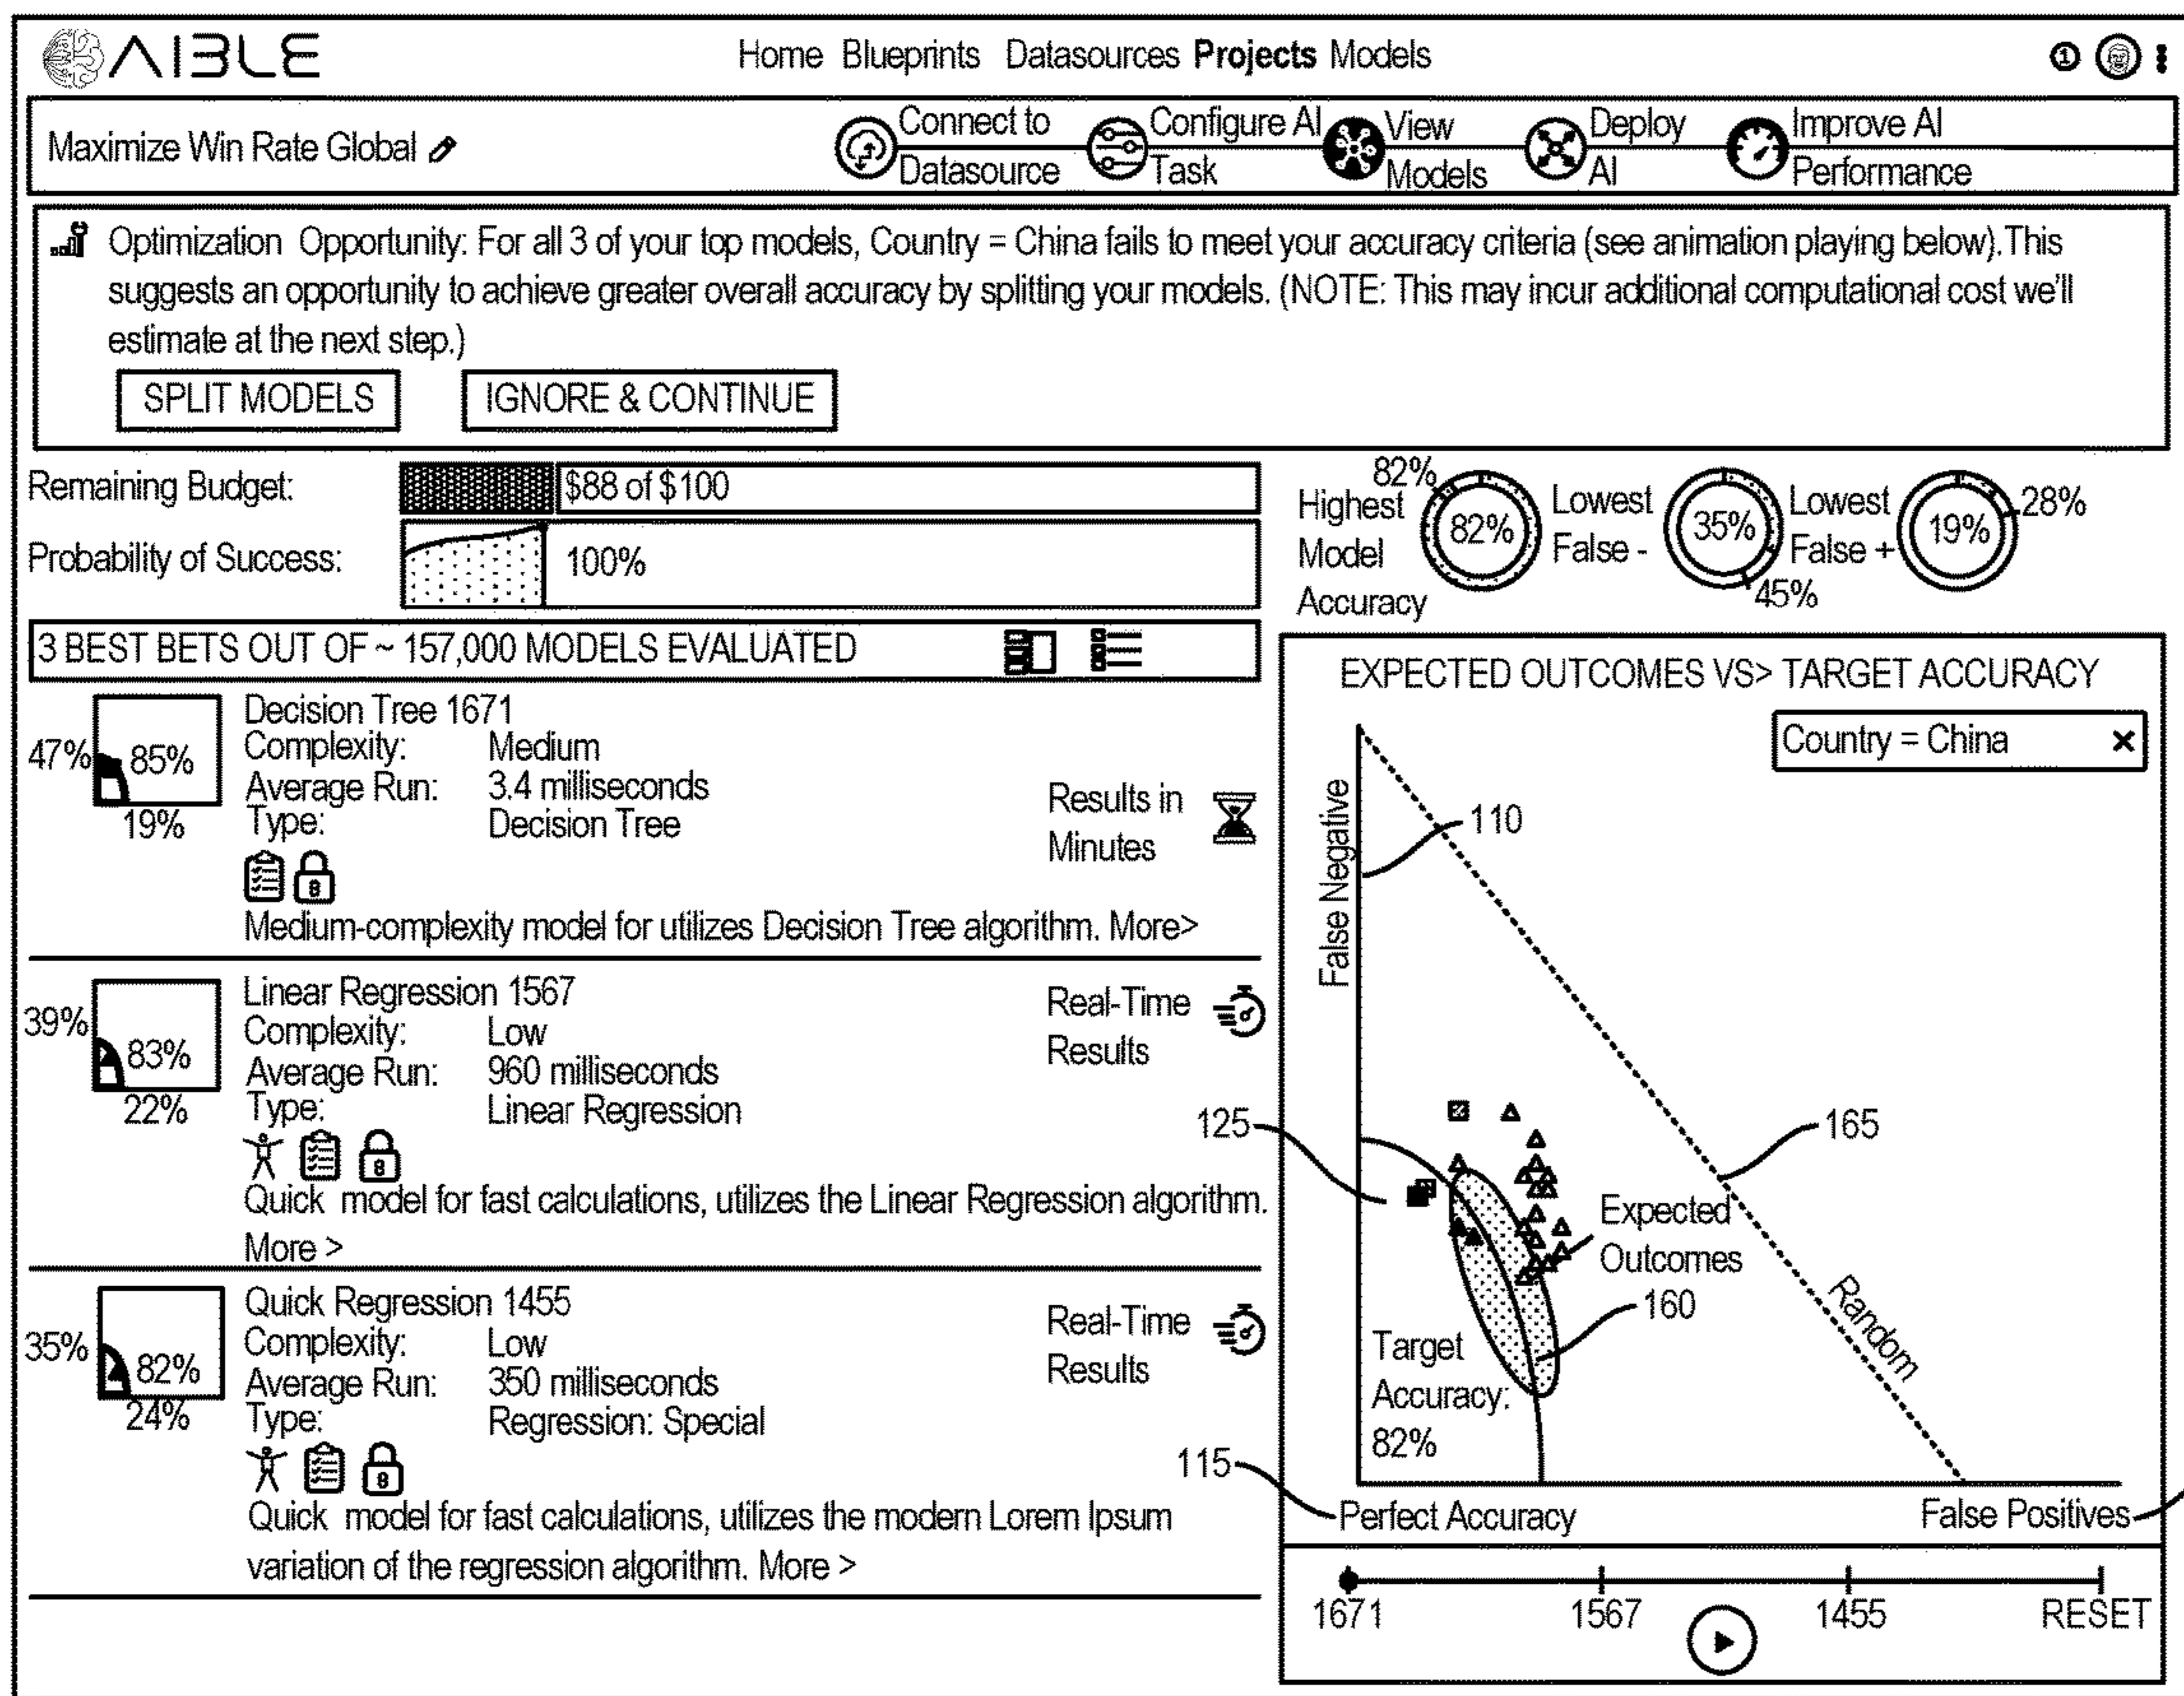 AIBLE
Home Blueprints Datasources Projects Models
1
Maximize Win Rate Global
Connect to
Datasource
Configure AI
Task
View
Models
Deploy
AI
Improve AI
Performance
Optimization Opportunity: For all 3 of your top models, Country = China fails to meet your accuracy criteria (see animation playing below).This
suggests an opportunity to achieve greater overall accuracy by splitting your models. (NOTE: This may incur additional computational cost we'll
estimate at the next step.)
SPLIT MODELS
IGNORE & CONTINUE
Remaining Budget:
$88 of $100
Probability of Success:
100%
82%
Highest
Model
Accuracy
82%
Lowest
False -
35%
45%
Lowest
False +
19%
28%
3 BEST BETS OUT OF ~ 157,000 MODELS EVALUATED
47%
85%
19%
Decision Tree 1671
Complexity: Medium
Average Run: 3.4 milliseconds
Type: Decision Tree
Results in
Minutes
8
Medium-complexity model for utilizes Decision Tree algorithm. More>
39%
83%
22%
Linear Regression 1567
Complexity: Low
Average Run: 960 milliseconds
Type: Linear Regression
Real-Time
Results
8
Quick model for fast calculations, utilizes the Linear Regression algorithm.
More >
35%
82%
24%
Quick Regression 1455
Complexity: Low
Average Run: 350 milliseconds
Type: Regression: Special
Real-Time
Results
8
Quick model for fast calculations, utilizes the modern Lorem Ipsum
variation of the regression algorithm. More >
EXPECTED OUTCOMES VS> TARGET ACCURACY
Country = China ×
False Negative
110
125
165
Expected
Outcomes
160
Random
Target
Accuracy:
82%
115
Perfect Accuracy
False Positives
1671
1567
1455
RESET